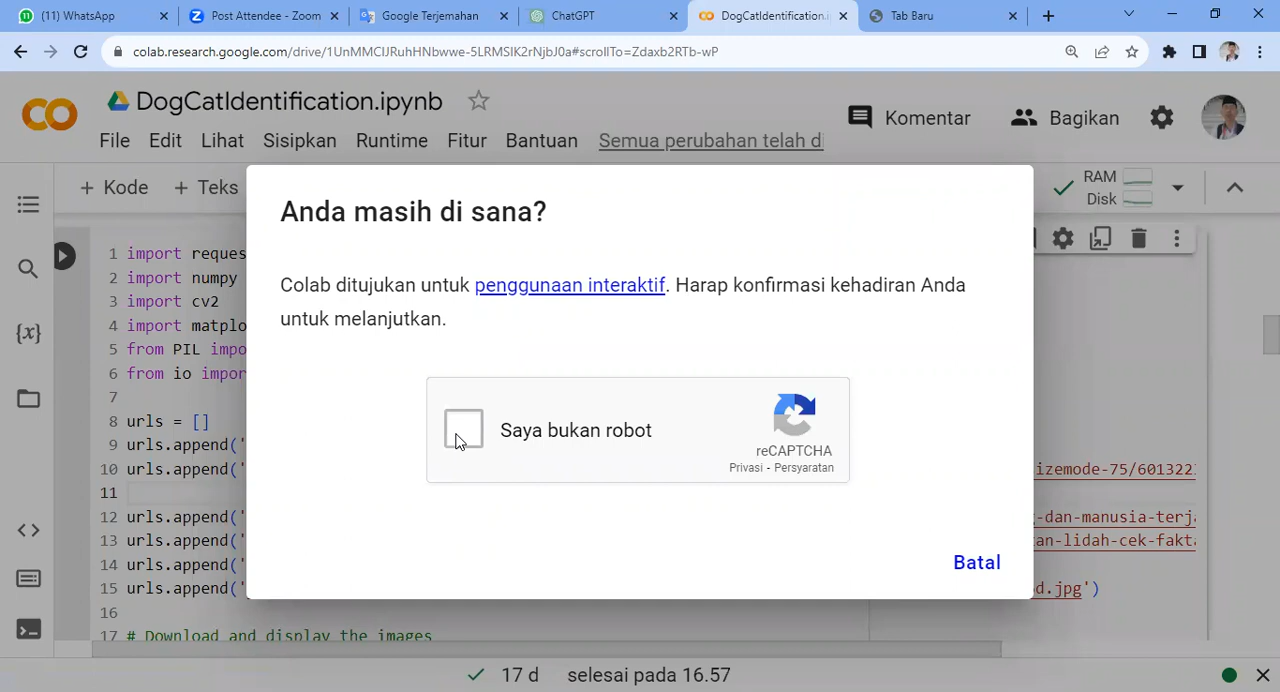 (11) WhatsApp
Post Attendee - Zoom
Google Terjemahan
ChatGPT
DogCatIdentification.i
Tab Baru
colab.research.google.com/drive/1UnMMCIJRuhHNbwwe-5LRMSIK2rNjbJ0a#scrollTo=Zdaxb2RTb-wP
DogCatIdentification.ipynb
Komentar
Bagikan
File Edit Lihat Sisipkan Runtime Fitur Bantuan Semua perubahan telah di
+ Kode + Teks
RAM
Disk
Anda masih di sana?
Colab ditujukan untuk penggunaan interaktif. Harap konfirmasi kehadiran Anda
untuk melanjutkan.
Saya bukan robot
reCAPTCHA
Privasi - Persyaratan
Batal
1 import reques
2 import numpy
3 import cv2
4 import matplo
5 from PIL impo
6 from io impor
7
8 urls = []
9 urls.append('
10 urls.append(' izemode-75/601322
11
12 urls.append(' g-dan-manusia-terja
13 urls.append(' an-lidah-cek-fakta
14 urls.append('
15 urls.append(' d.jpg')
16
17 # Download and display the images
17 d selesai pada 16.57